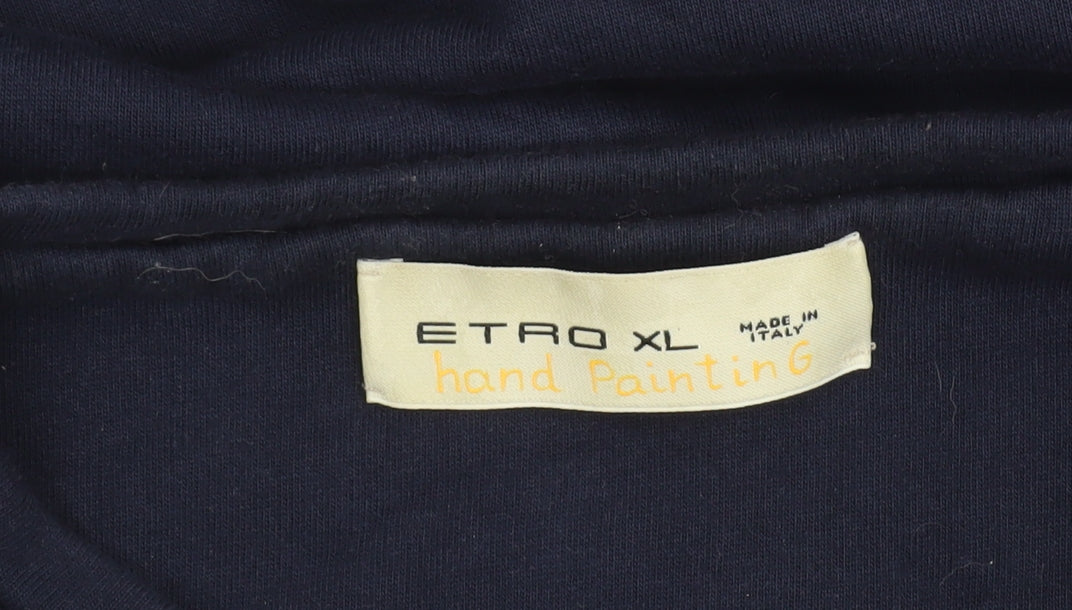 ETRO XL MADE IN ITALY
hand PaintinG